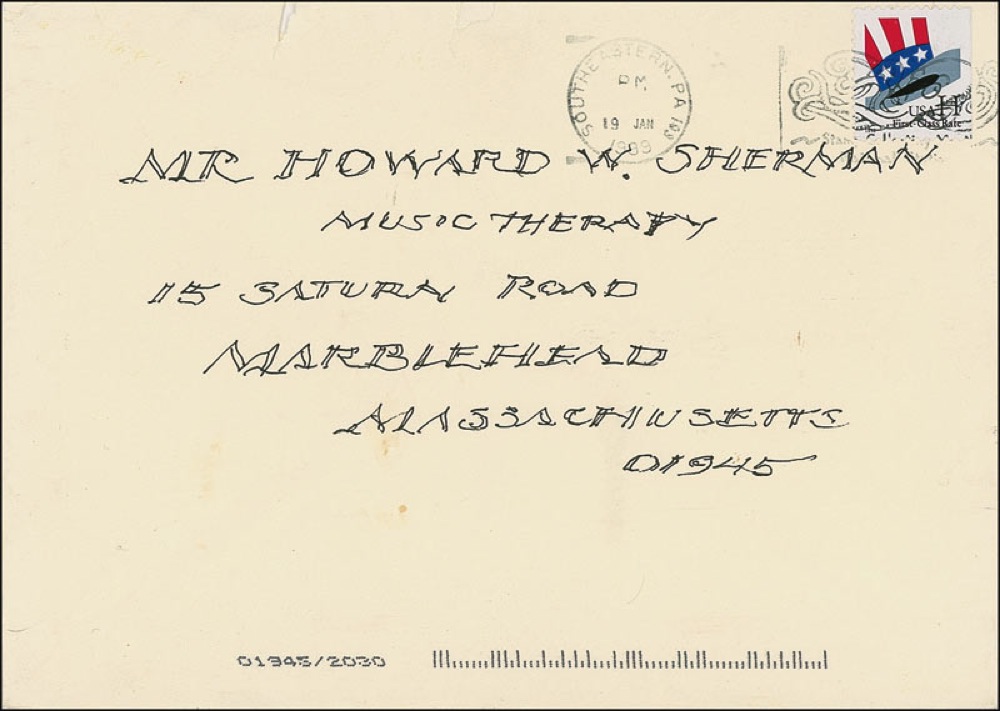 SOUTHEASTERN, PA 193
PM
19 JAN
1999
USA H
First-Class Rate
MR HOWARD W. SHERMAN
MUSIC THERAPY
15 SATURN ROAD
MARBLEHEAD
MASSACHUSETTS
01945
01945/2030